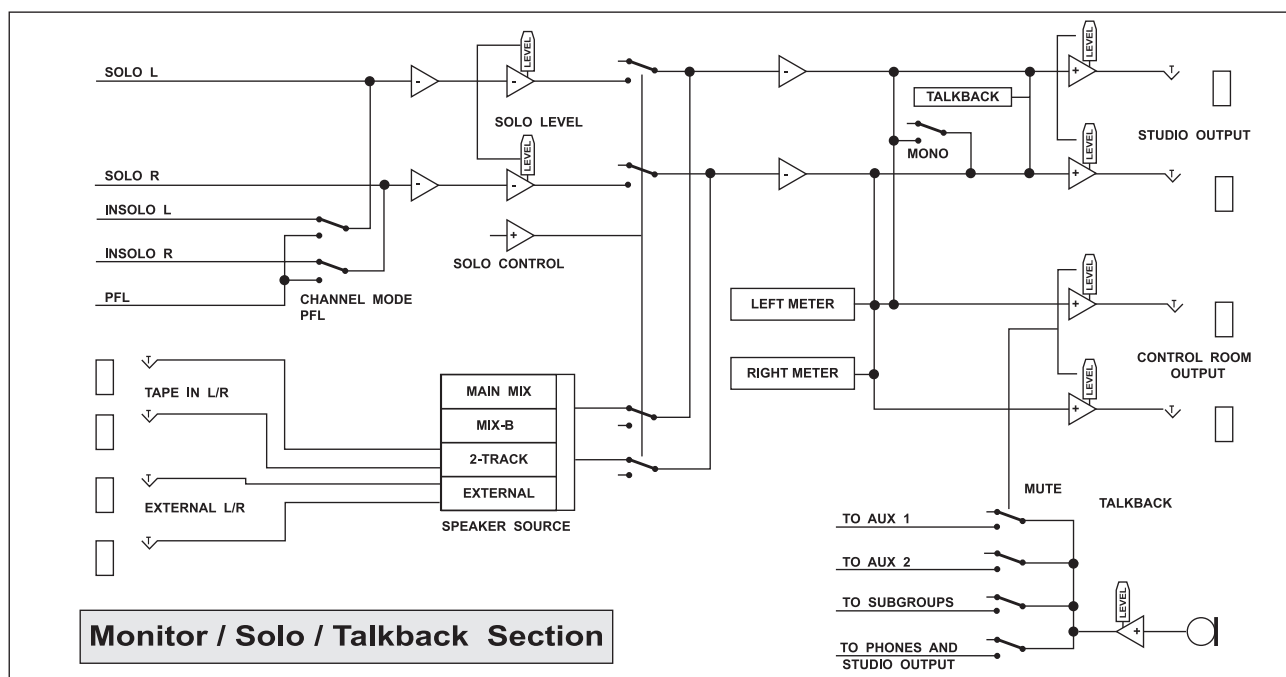 LEVEL
SOLO L
-
-
-
+
T
TALKBACK
SOLO LEVEL
STUDIO OUTPUT
LEVEL
MONO
LEVEL
SOLO R
-
-
-
+
T
INSOLO L
+
INSOLO R
SOLO CONTROL
LEVEL
PFL
CHANNEL MODE
PFL
LEFT METER
+
T
CONTROL ROOM
OUTPUT
RIGHT METER
LEVEL
+
T
T
TAPE IN L/R
T
MAIN MIX
MIX-B
2-TRACK
EXTERNAL
SPEAKER SOURCE
T
EXTERNAL L/R
T
MUTE
TALKBACK
TO AUX 1
TO AUX 2
TO SUBGROUPS
LEVEL
+
TO PHONES AND
STUDIO OUTPUT
LEVEL
Monitor / Solo / Talkback Section